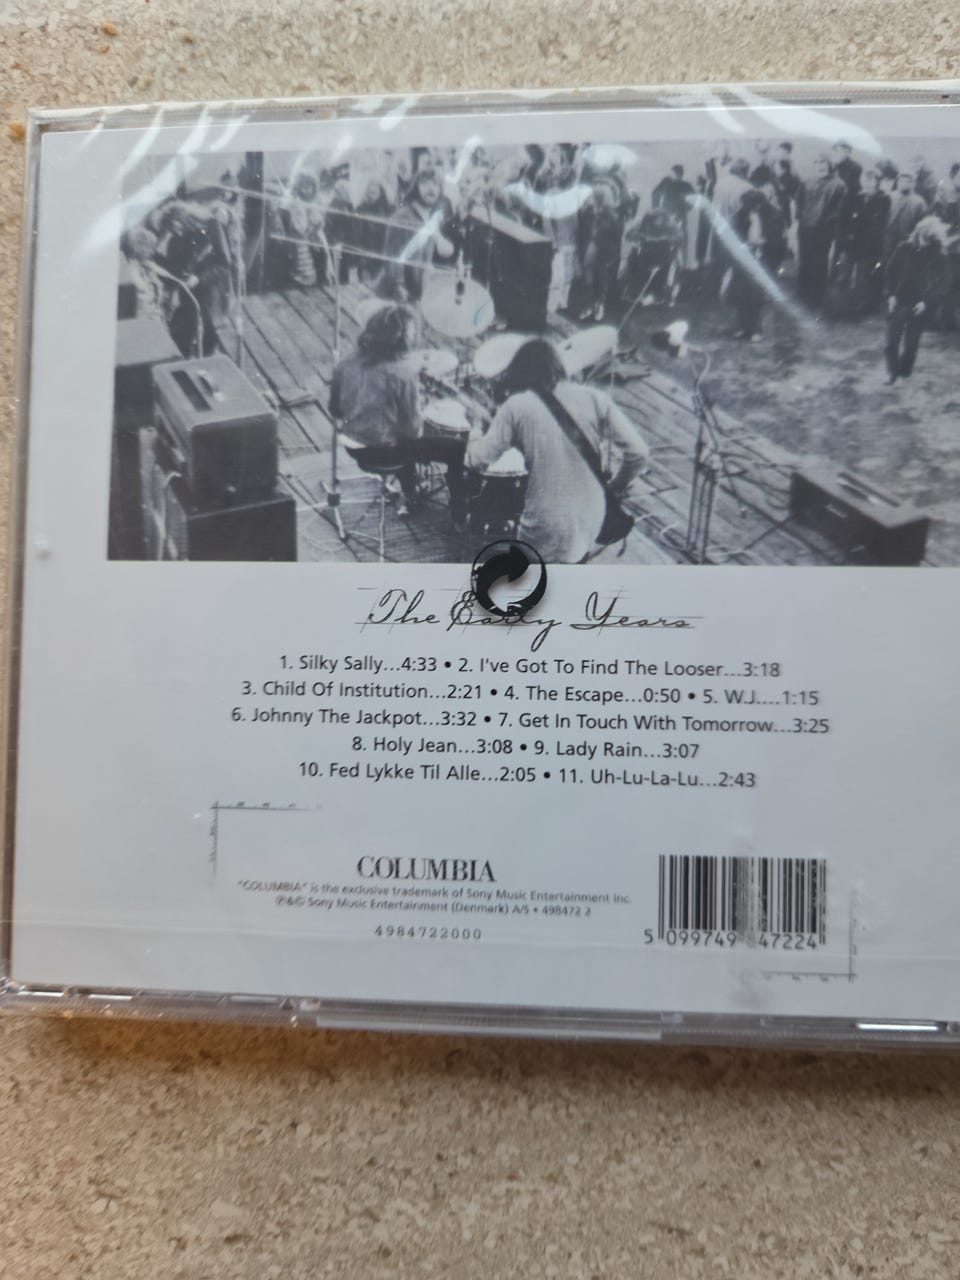 The Early Years
1. Silky Sally...4:33 • 2. I've Got To Find The Looser...3:18
3. Child Of Institution...2:21 • 4. The Escape...0:50 • 5. W.J....1:15
6. Johnny The Jackpot...3:32 • 7. Get In Touch With Tomorrow...3:25
8. Holy Jean...3:08 • 9. Lady Rain...3:07
10. Fed Lykke Til Alle...2:05 • 11. Uh-Lu-La-Lu...2:43
COLUMBIA
"COLUMBIA" is the exclusive trademark of Sony Music Entertainment Inc.
℗&© Sony Music Entertainment (Denmark) A/S • 498472 2
4984722000
5 099749 847224